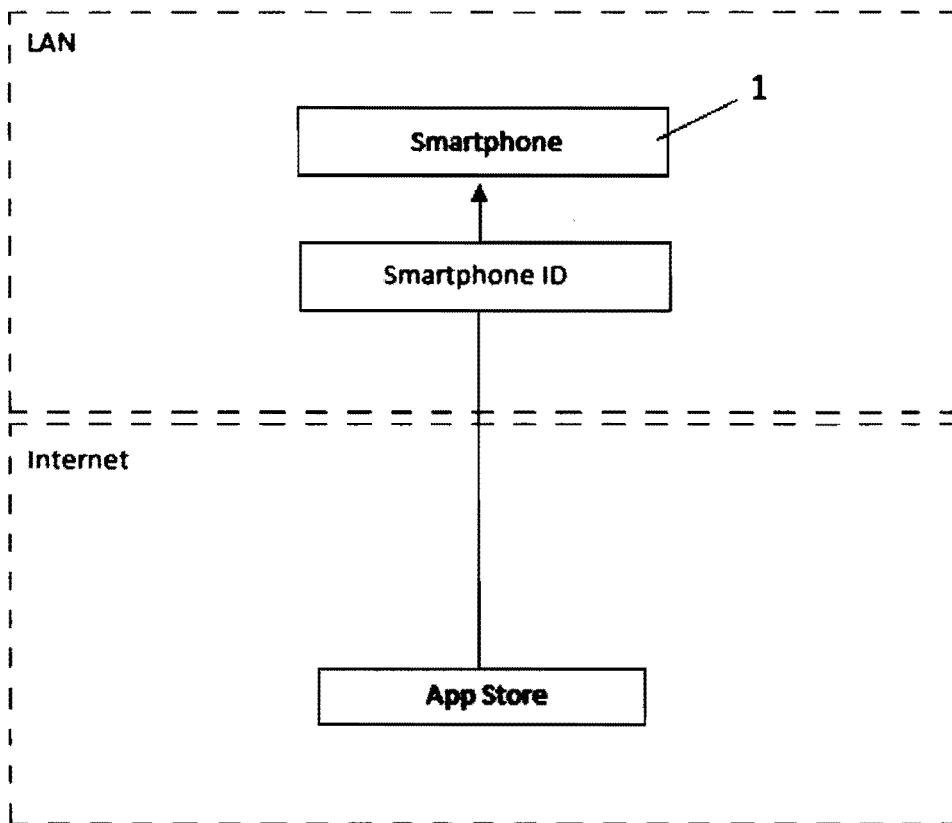 LAN
1
Smartphone
Smartphone ID
Internet
App Store